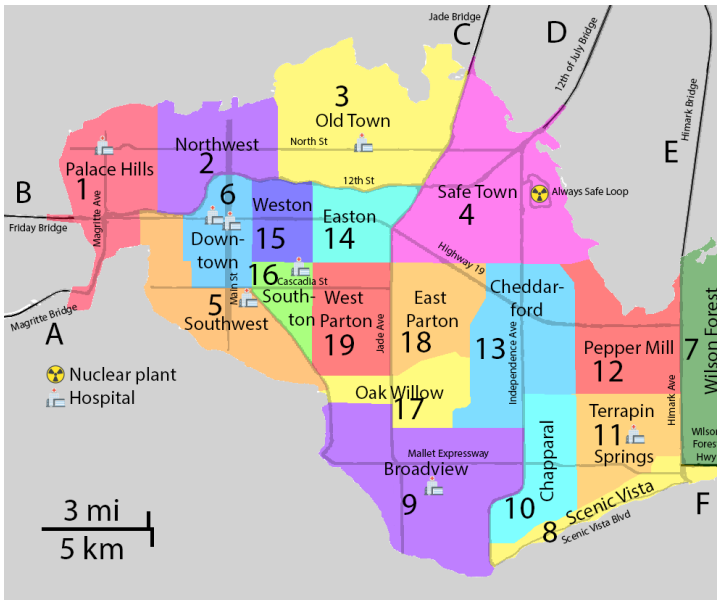 Jade Bridge
C
D
12th of July Bridge
Himark Bridge
3
Old Town
North St
Northwest
2
Palace Hills
1
Magritte Ave
12th St
E
B
Friday Bridge
6
Down-
town
Main St
Weston
15
Easton
14
Safe Town
4
Always Safe Loop
Highway 19
16
Cascadia St
South-
ton
5
Southwest
Magritte Bridge
A
West
Parton
19
Jade Ave
East
Parton
18
Cheddar-
ford
13
Independence Ave
Pepper Mill
12
7
Wilson Forest
Himark Ave
Nuclear plant
Hospital
Oak Willow
17
Terrapin
11
Springs
Wilson
Forest
Hwy
Mallet Expressway
Broadview
9
Chapparal
10
8
Scenic Vista
Scenic Vista Blvd
F
3 mi
5 km